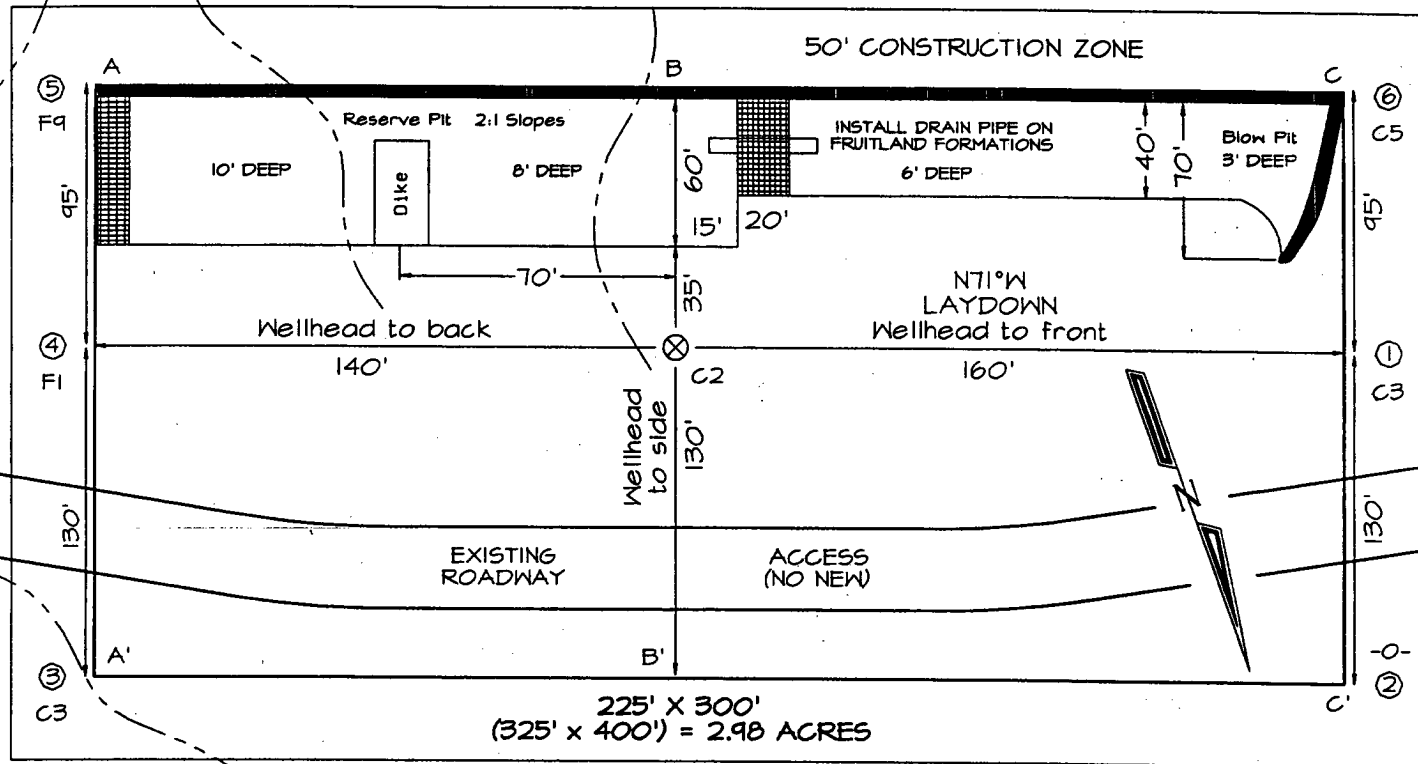 50' CONSTRUCTION ZONE
A
B
C
5
F9
6
C5
Reserve Pit 2:1 Slopes
INSTALL DRAIN PIPE ON
FRUITLAND FORMATIONS
6' DEEP
Blow Pit
3' DEEP
10' DEEP
Dike
8' DEEP
60'
40'
70'
95'
95'
15'
20'
70'
35'
N71°W
LAYDOWN
Wellhead to back
Wellhead to front
4
F1
140'
C2
160'
1
C3
Wellhead
to side
130'
130'
130'
N
EXISTING
ROADWAY
ACCESS
(NO NEW)
A'
B'
C'
3
C3
-0-
2
225' X 300'
(325' x 400') = 2.98 ACRES